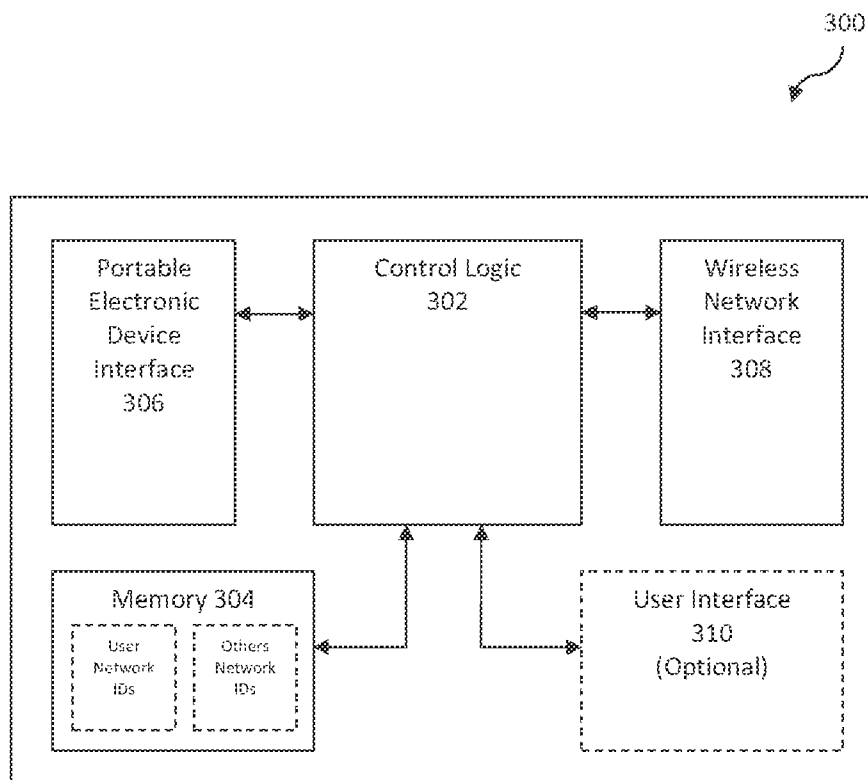 300
Portable
Electronic
Device
Interface
306
Control Logic
302
Wireless
Network
Interface
308
Memory 304
User
Network
IDs
Others
Network
IDs
User Interface
310
(Optional)